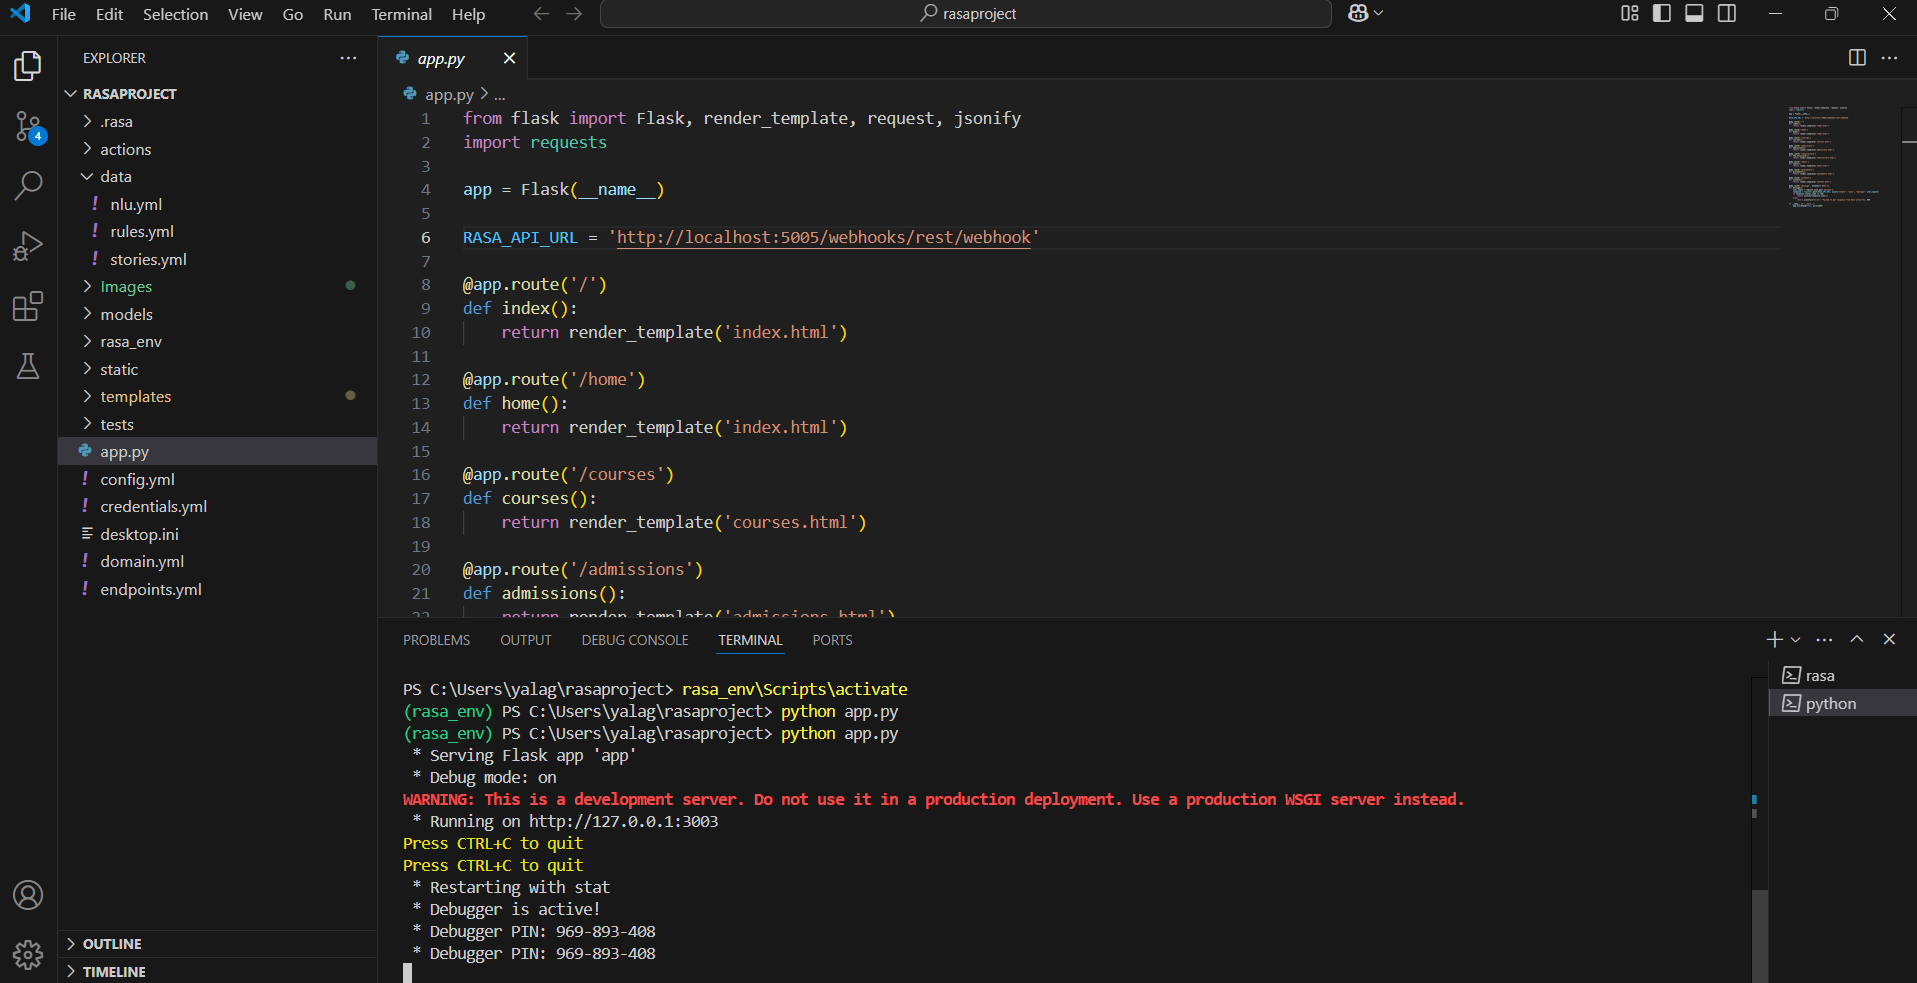 File Edit Selection View Go Run Terminal Help
rasaproject
EXPLORER
RASAPROJECT
.rasa
actions
data
! nlu.yml
! rules.yml
! stories.yml
Images
models
rasa_env
static
templates
tests
app.py
! config.yml
! credentials.yml
desktop.ini
! domain.yml
! endpoints.yml
OUTLINE
TIMELINE
4
app.py
app.py > ...
1 from flask import Flask, render_template, request, jsonify
2 import requests
3
4 app = Flask(__name__)
5
6 RASA_API_URL = 'http://localhost:5005/webhooks/rest/webhook'
7
8 @app.route('/')
9 def index():
10 return render_template('index.html')
11
12 @app.route('/home')
13 def home():
14 return render_template('index.html')
15
16 @app.route('/courses')
17 def courses():
18 return render_template('courses.html')
19
20 @app.route('/admissions')
21 def admissions():
22 return render_template('admissions.html')
PROBLEMS OUTPUT DEBUG CONSOLE TERMINAL PORTS
PS C:\Users\yalag\rasaproject> rasa_env\Scripts\activate
(rasa_env) PS C:\Users\yalag\rasaproject> python app.py
(rasa_env) PS C:\Users\yalag\rasaproject> python app.py
* Serving Flask app 'app'
* Debug mode: on
WARNING: This is a development server. Do not use it in a production deployment. Use a production WSGI server instead.
* Running on http://127.0.0.1:3003
Press CTRL+C to quit
Press CTRL+C to quit
* Restarting with stat
* Debugger is active!
* Debugger PIN: 969-893-408
* Debugger PIN: 969-893-408
rasa
python